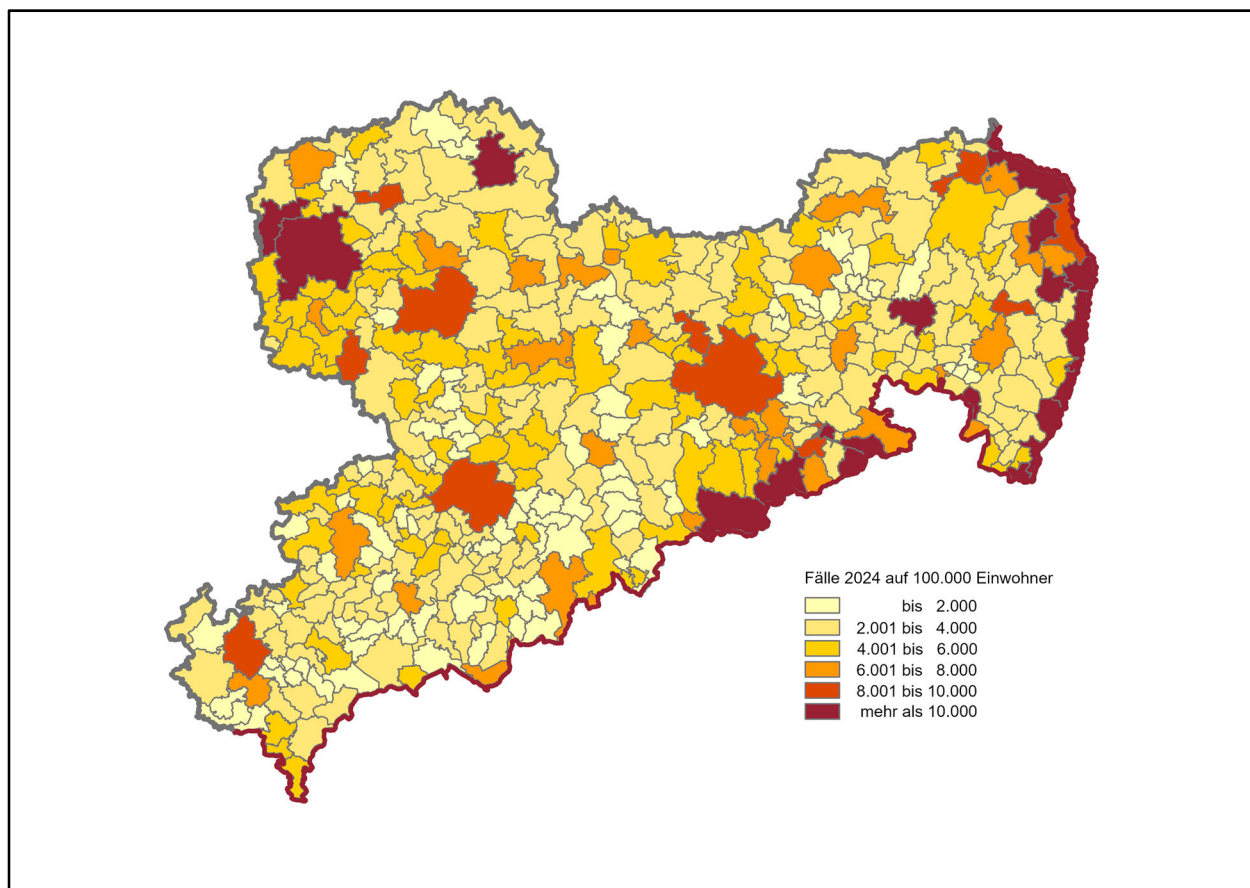 Fälle 2024 auf 100.000 Einwohner
bis 2.000
2.001 bis 4.000
4.001 bis 6.000
6.001 bis 8.000
8.001 bis 10.000
mehr als 10.000